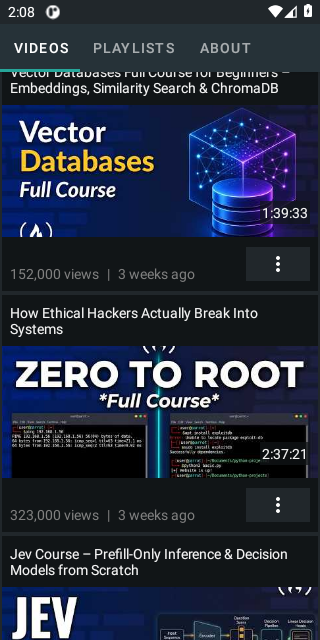 2:08
VIDEOS PLAYLISTS ABOUT
Vector Databases Full Course for Beginners –
Embeddings, Similarity Search & ChromaDB
Vector
Databases
Full Course
1:39:33
152,000 views | 3 weeks ago
How Ethical Hackers Actually Break Into
Systems
ZERO TO ROOT
*Full Course*
2:37:21
323,000 views | 3 weeks ago
Jev Course – Prefill-Only Inference & Decision
Models from Scratch
JEV
Encoder